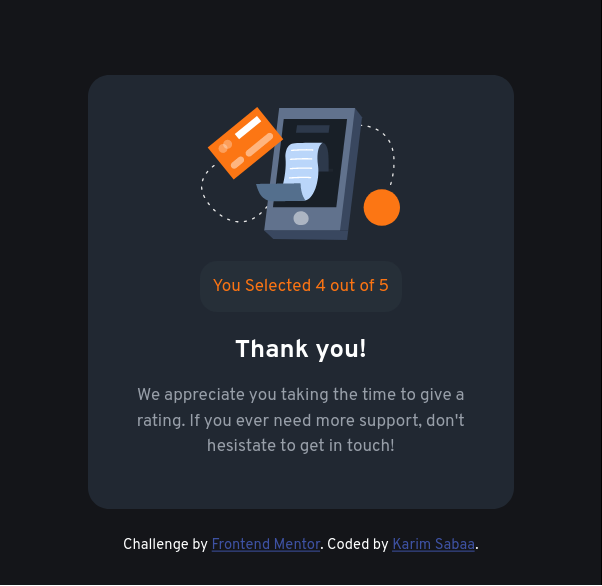 You Selected 4 out of 5
Thank you!
We appreciate you taking the time to give a
rating. If you ever need more support, don't
hesistate to get in touch!
Challenge by Frontend Mentor. Coded by Karim Sabaa.